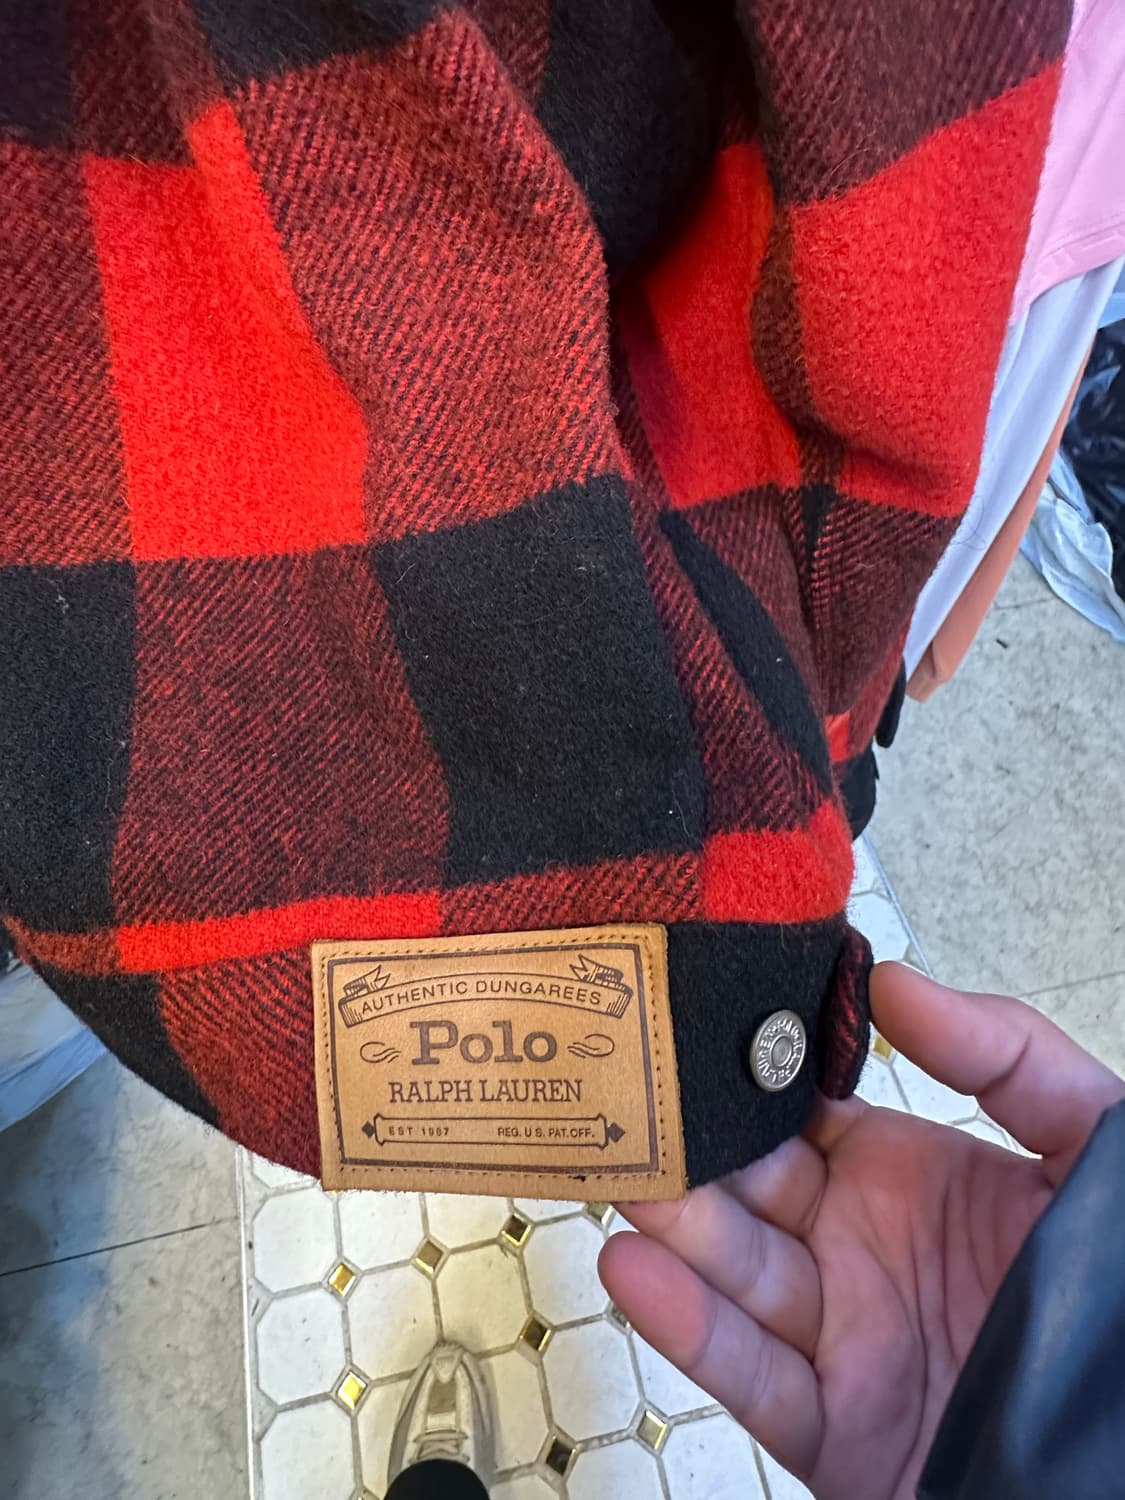 AUTHENTIC DUNGAREES
Polo
RALPH LAUREN
EST 1967 REG. U.S. PAT. OFF.